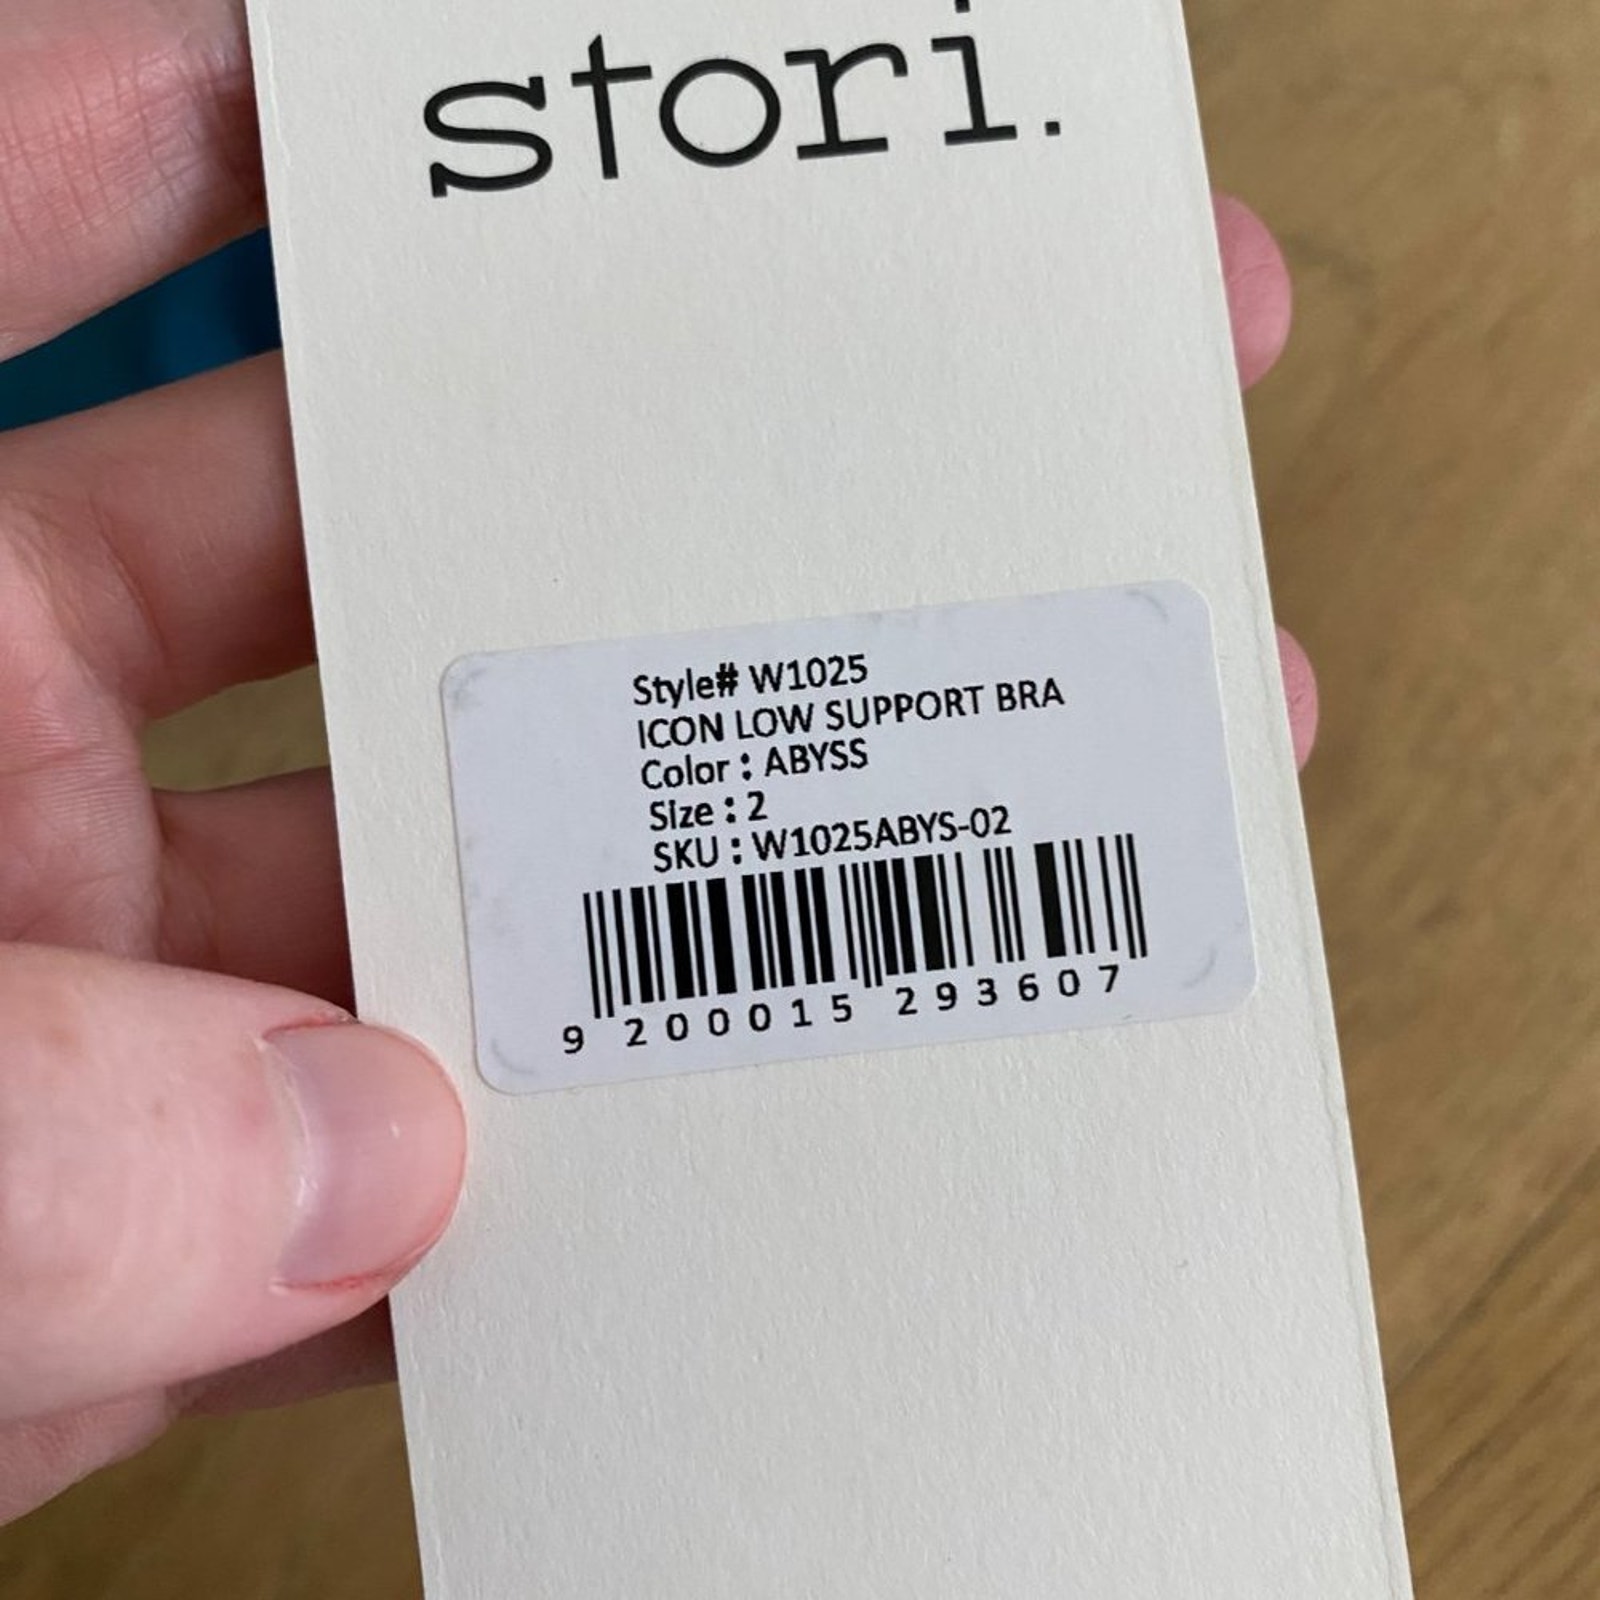 stori.
Style# W1025
ICON LOW SUPPORT BRA
Color : ABYSS
Size : 2
SKU : W1025ABYS-02
9 200015 293607